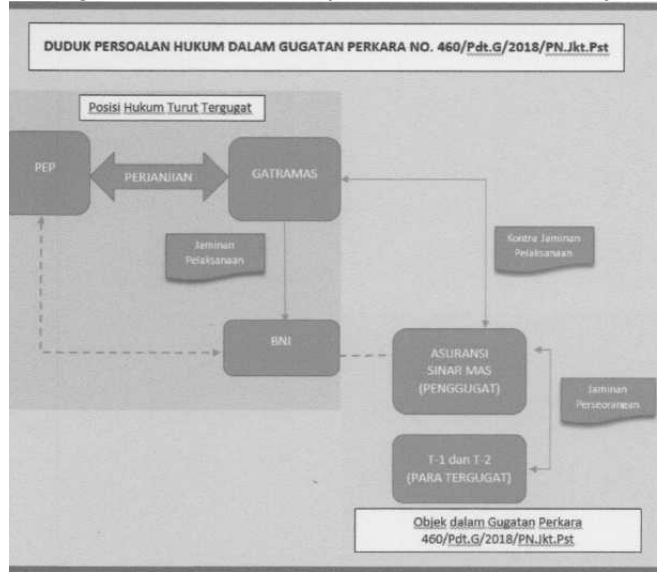 DUDUK PERSOALAN HUKUM DALAM GUGATAN PERKARA NO. 460/Pdt.G/2018/PN.Jkt.Pst
Posisi Hukum Turut Tergugat
PEP
PERJANJIAN
GATRAMAS
Jaminan
Pelaksanaan
Kontra Jaminan
Pelaksanaan
BNI
ASURANSI
SINAR MAS
(PENGGUGAT)
Jaminan
Perseorangan
T-1 dan T-2
(PARA TERGUGAT)
Objek dalam Gugatan Perkara
460/Pdt.G/2018/PN.Jkt.Pst